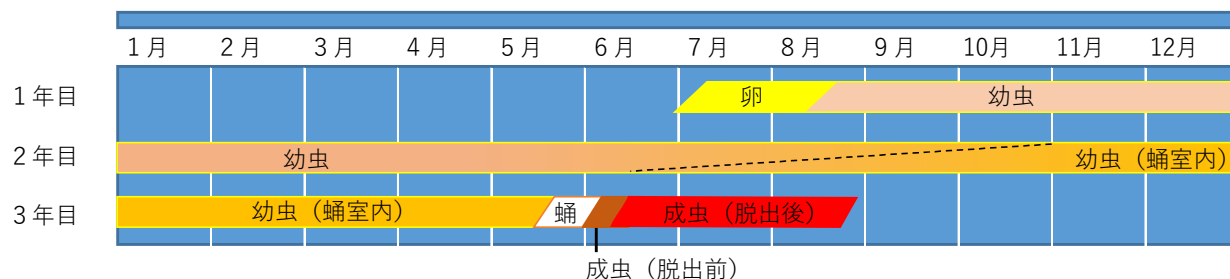 1月 2月 3月 4月 5月 6月 7月 8月 9月 10月 11月 12月
1年目 卵 幼虫
2年目 幼虫 幼虫（蛹室内）
3年目 幼虫（蛹室内） 蛹 成虫（脱出後）
成虫（脱出前）